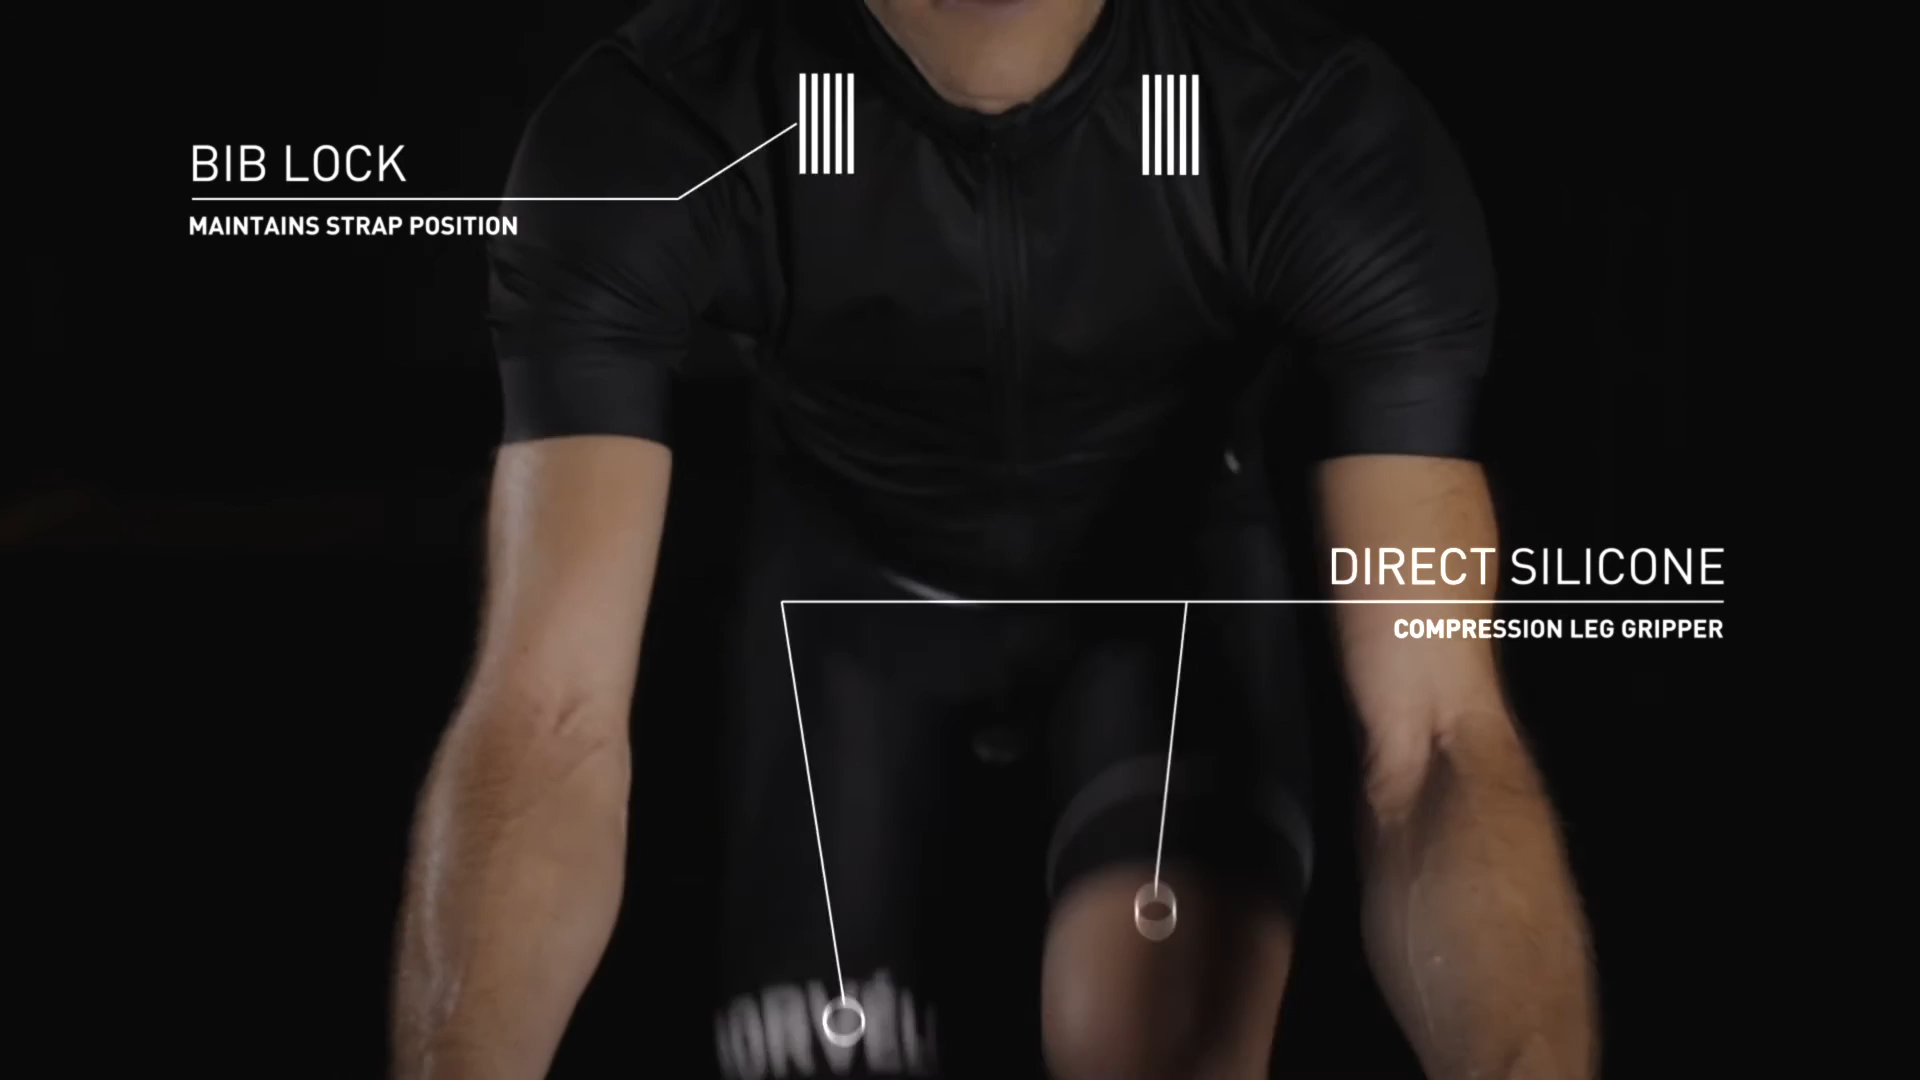 BIB LOCK
MAINTAINS STRAP POSITION
DIRECT SILICONE
COMPRESSION LEG GRIPPER